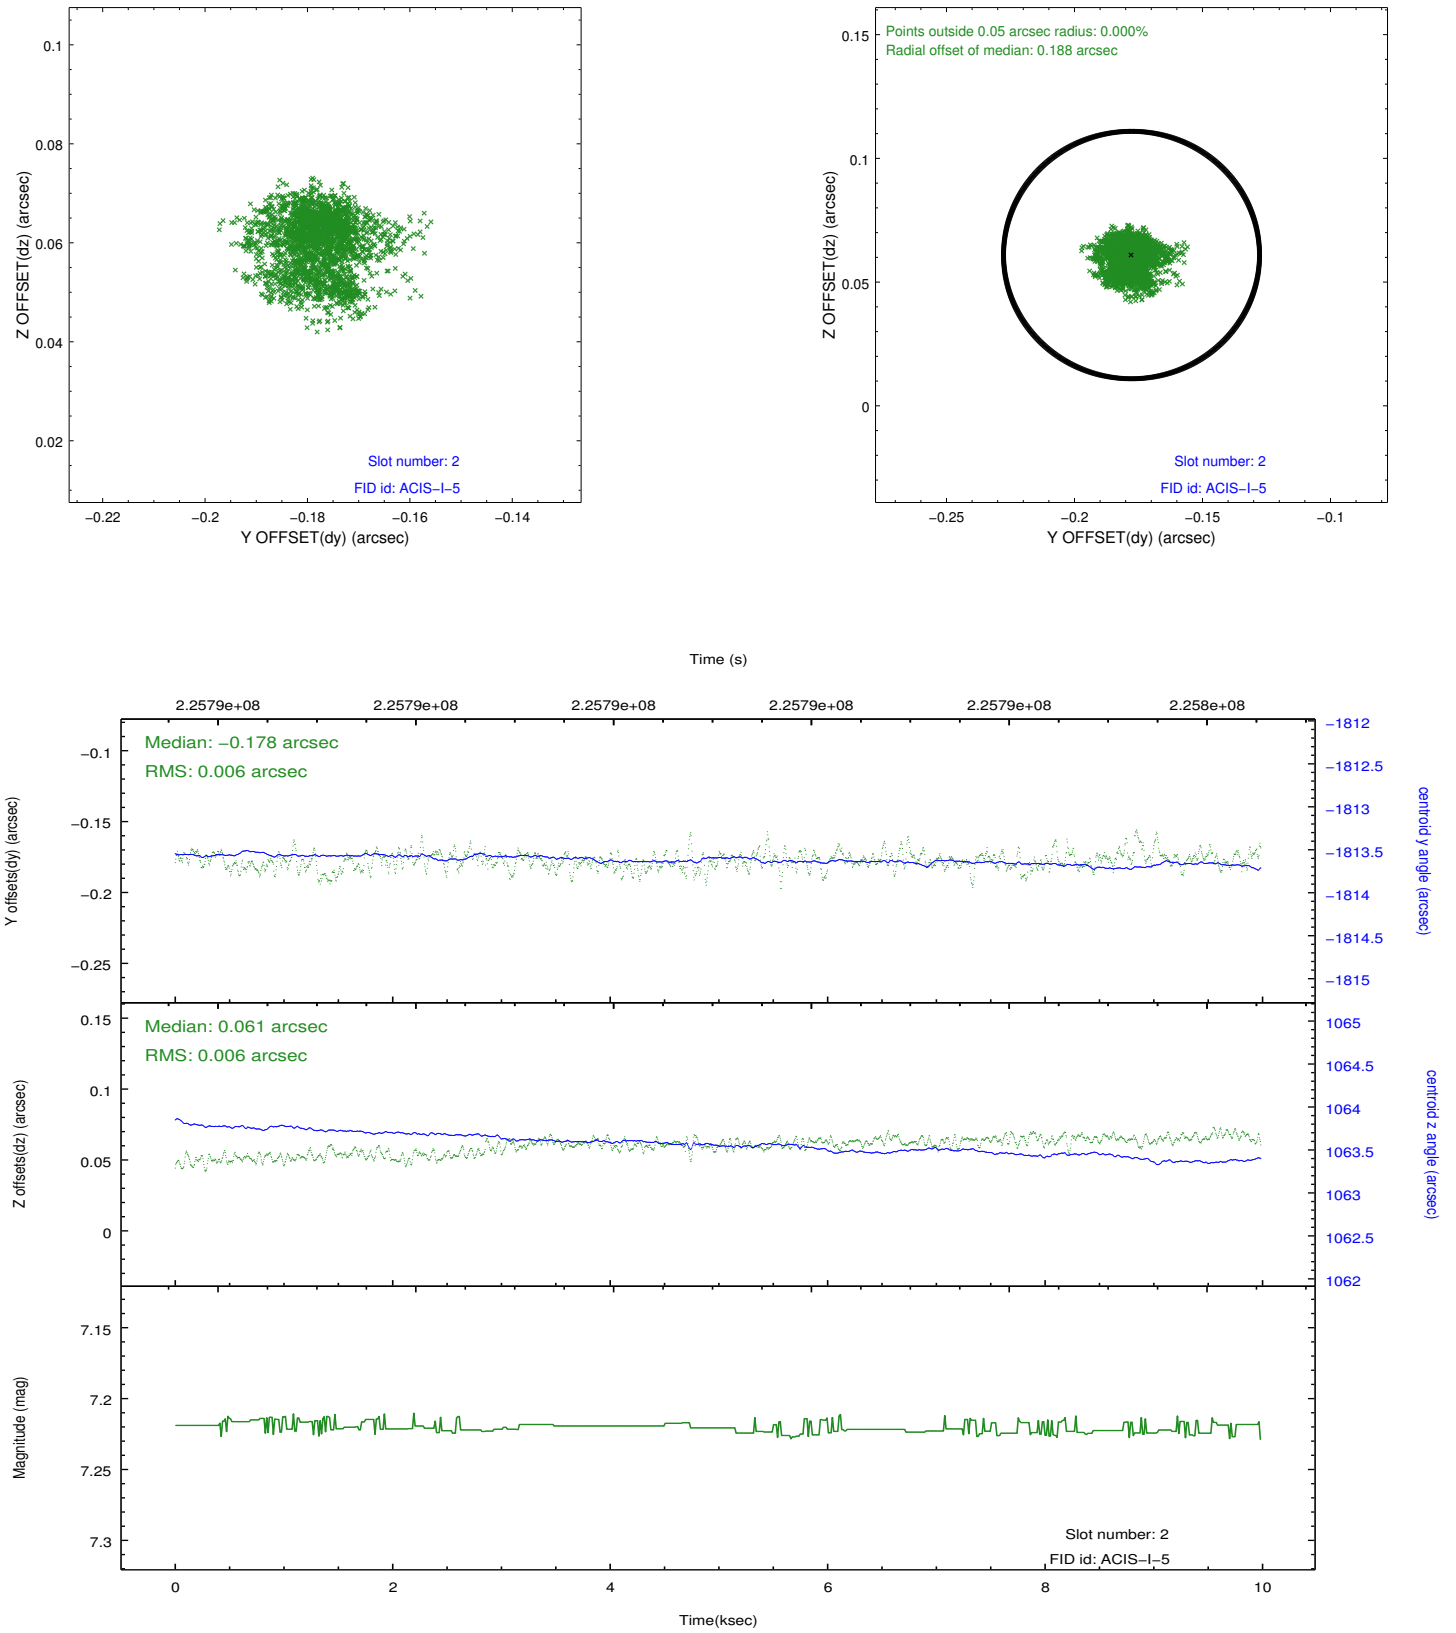 0.1
0.08
0.06
0.04
0.02
Z OFFSET(dz) (arcsec)
Slot number: 2
FID id: ACIS−I−5
−0.22
−0.2
−0.18
−0.16
−0.14
Y OFFSET(dy) (arcsec)
Points outside 0.05 arcsec radius: 0.000%
Radial offset of median: 0.188 arcsec
0.15
0.1
0.05
0
Z OFFSET(dz) (arcsec)
Slot number: 2
FID id: ACIS−I−5
−0.25
−0.2
−0.15
−0.1
Y OFFSET(dy) (arcsec)
Time (s)
2.2579e+08
2.2579e+08
2.2579e+08
2.2579e+08
2.2579e+08
2.258e+08
Median: −0.178 arcsec
RMS: 0.006 arcsec
−0.1
−0.15
−0.2
−0.25
Y offsets(dy) (arcsec)
−1812
−1812.5
−1813
−1813.5
−1814
−1814.5
−1815
centroid y angle (arcsec)
Median: 0.061 arcsec
RMS: 0.006 arcsec
0.15
0.1
0.05
0
Z offsets(dz) (arcsec)
1065
1064.5
1064
1063.5
1063
1062.5
1062
centroid z angle (arcsec)
7.15
7.2
7.25
7.3
Magnitude (mag)
Slot number: 2
FID id: ACIS−I−5
0
2
4
6
8
10
Time(ksec)